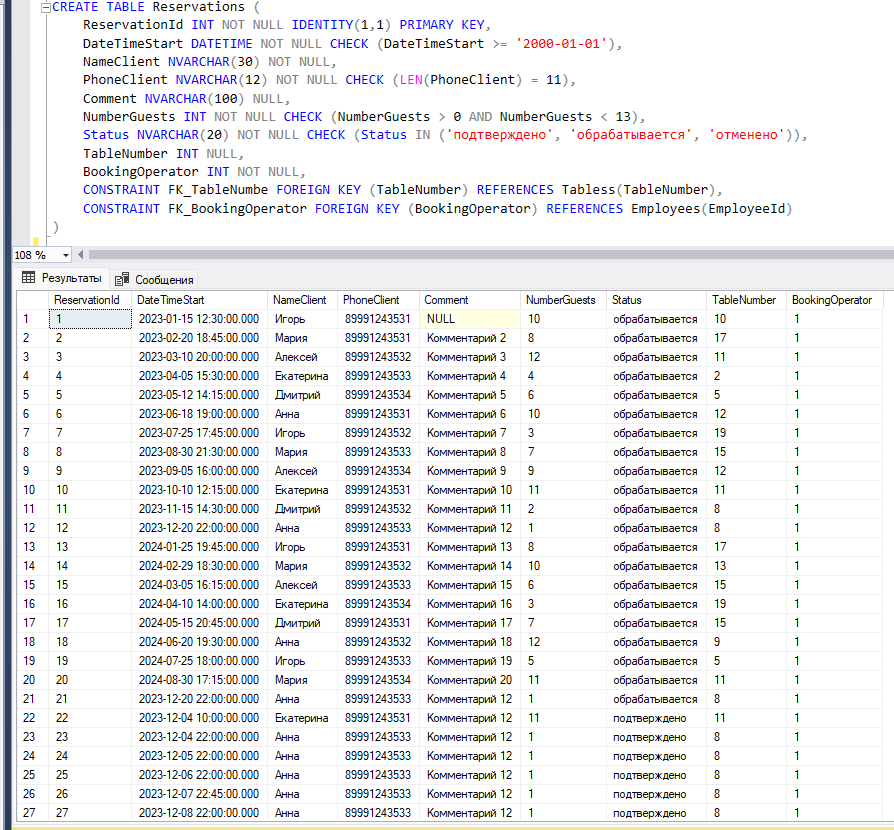 CREATE TABLE Reservations (
ReservationId INT NOT NULL IDENTITY(1,1) PRIMARY KEY,
DateTimeStart DATETIME NOT NULL CHECK (DateTimeStart >= '2000-01-01'),
NameClient NVARCHAR(30) NOT NULL,
PhoneClient NVARCHAR(12) NOT NULL CHECK (LEN(PhoneClient) = 11),
Comment NVARCHAR(100) NULL,
NumberGuests INT NOT NULL CHECK (NumberGuests > 0 AND NumberGuests < 13),
Status NVARCHAR(20) NOT NULL CHECK (Status IN ('подтверждено', 'обрабатывается', 'отменено')),
TableNumber INT NULL,
BookingOperator INT NOT NULL,
CONSTRAINT FK_TableNumbe FOREIGN KEY (TableNumber) REFERENCES Tabless(TableNumber),
CONSTRAINT FK_BookingOperator FOREIGN KEY (BookingOperator) REFERENCES Employees(EmployeeId)
)
108 %
Результаты Сообщения
ReservationId DateTimeStart NameClient PhoneClient Comment NumberGuests Status TableNumber BookingOperator
1 1 2023-01-15 12:30:00.000 Игорь 89991243531 NULL 10 обрабатывается 10 1
2 2 2023-02-20 18:45:00.000 Мария 89991243531 Комментарий 2 8 обрабатывается 17 1
3 3 2023-03-10 20:00:00.000 Алексей 89991243532 Комментарий 3 12 обрабатывается 11 1
4 4 2023-04-05 15:30:00.000 Екатерина 89991243533 Комментарий 4 4 обрабатывается 2 1
5 5 2023-05-12 14:15:00.000 Дмитрий 89991243534 Комментарий 5 6 обрабатывается 5 1
6 6 2023-06-18 19:00:00.000 Анна 89991243531 Комментарий 6 10 обрабатывается 12 1
7 7 2023-07-25 17:45:00.000 Игорь 89991243532 Комментарий 7 3 обрабатывается 19 1
8 8 2023-08-30 21:30:00.000 Мария 89991243533 Комментарий 8 7 обрабатывается 15 1
9 9 2023-09-05 16:00:00.000 Алексей 89991243534 Комментарий 9 9 обрабатывается 12 1
10 10 2023-10-10 12:15:00.000 Екатерина 89991243531 Комментарий 10 11 обрабатывается 11 1
11 11 2023-11-15 14:30:00.000 Дмитрий 89991243532 Комментарий 11 2 обрабатывается 8 1
12 12 2023-12-20 22:00:00.000 Анна 89991243533 Комментарий 12 1 обрабатывается 8 1
13 13 2024-01-25 19:45:00.000 Игорь 89991243531 Комментарий 13 8 обрабатывается 17 1
14 14 2024-02-29 18:30:00.000 Мария 89991243532 Комментарий 14 10 обрабатывается 13 1
15 15 2024-03-05 16:15:00.000 Алексей 89991243533 Комментарий 15 6 обрабатывается 15 1
16 16 2024-04-10 14:00:00.000 Екатерина 89991243534 Комментарий 16 3 обрабатывается 19 1
17 17 2024-05-15 20:45:00.000 Дмитрий 89991243531 Комментарий 17 7 обрабатывается 15 1
18 18 2024-06-20 19:30:00.000 Анна 89991243532 Комментарий 18 12 обрабатывается 9 1
19 19 2024-07-25 18:00:00.000 Игорь 89991243533 Комментарий 19 5 обрабатывается 5 1
20 20 2024-08-30 17:15:00.000 Мария 89991243534 Комментарий 20 11 обрабатывается 11 1
21 21 2023-12-20 22:00:00.000 Анна 89991243533 Комментарий 12 1 обрабатывается 8 1
22 22 2023-12-04 10:00:00.000 Екатерина 89991243531 Комментарий 12 11 подтверждено 11 1
23 23 2023-12-04 22:00:00.000 Анна 89991243533 Комментарий 12 1 подтверждено 8 1
24 24 2023-12-05 22:00:00.000 Анна 89991243533 Комментарий 12 1 подтверждено 8 1
25 25 2023-12-06 22:00:00.000 Анна 89991243533 Комментарий 12 1 подтверждено 8 1
26 26 2023-12-07 22:45:00.000 Анна 89991243533 Комментарий 12 1 подтверждено 8 1
27 27 2023-12-08 22:00:00.000 Анна 89991243533 Комментарий 12 1 подтверждено 8 1